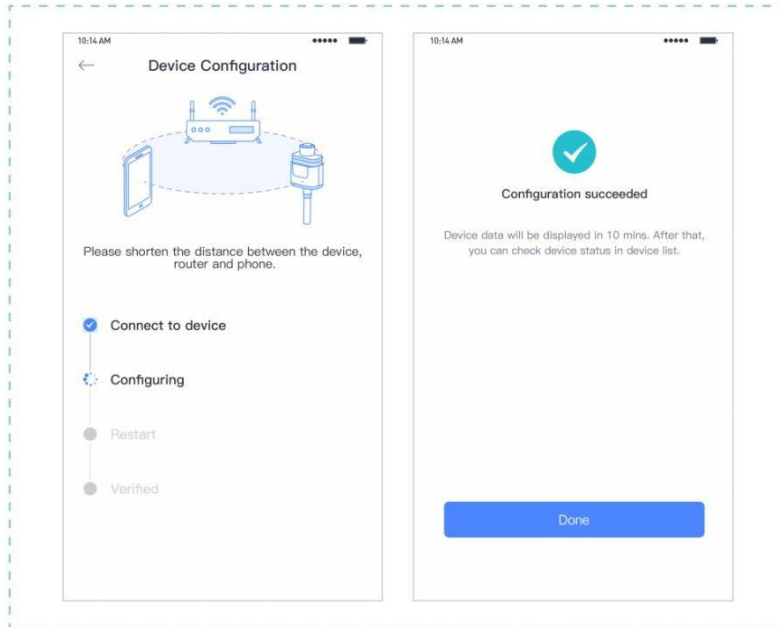 10:14 AM
Device Configuration
Please shorten the distance between the device,
router and phone.
Connect to device
Configuring
Restart
Verified
10:14 AM
Configuration succeeded
Device data will be displayed in 10 mins. After that,
you can check device status in device list.
Done